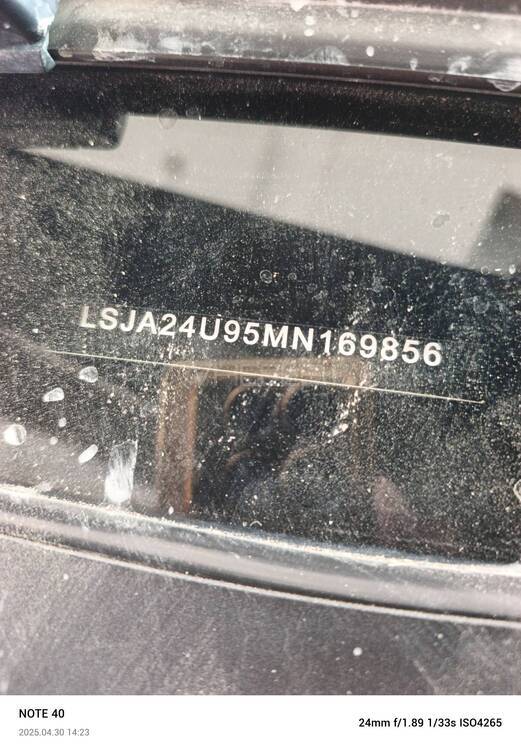 LSJA24U95MN169856
NOTE 40
2025.04.30 14:23
24mm f/1.89 1/33s ISO4265